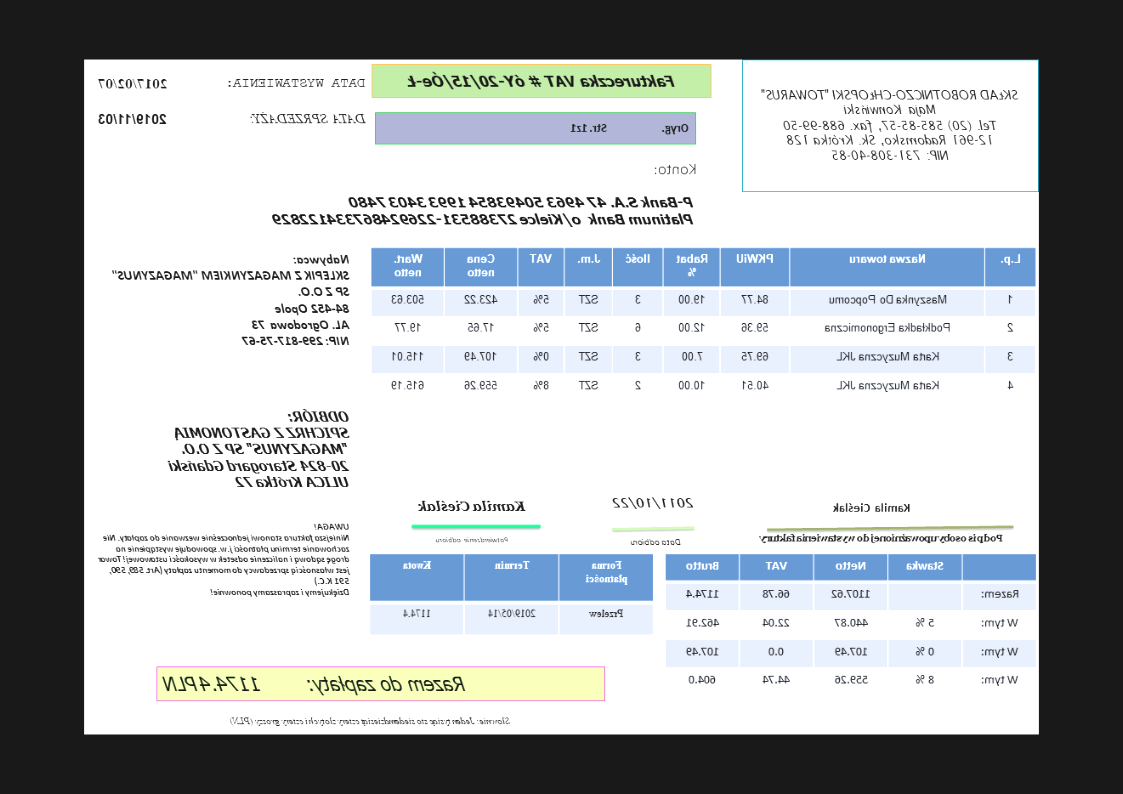 SKŁAD ROBOTNICZO-CHŁOPSKI "TOWARUS"
Maja Konwiński
Tel. (20) 585-85-57, fax. 688-99-50
12-961 Radomsko, Sk. Krótka 128
NIP: 731-308-40-85
Faktureczka VAT # óY-20/15/Óe-Ł
Oryg. Str. 1z1
DATA WYSTAWIENIA: 2017/02/07
DATA SPRZEDAŻY: 2019/11/03
Konto:
P-Bank S.A. 47 4963 50493854 1993 3403 7480
Platinum Bank o/Kielce 27388531-2269248673341 22829
L.p. Nazwa towaru PKWiU Rabat % Ilość J.m. VAT Cena netto Wart. netto
1 Maszynka Do Popcornu 84.77 19.00 3 SZT 5% 423.22 503.63
2 Podkładka Ergonomiczna 59.36 12.00 6 SZT 5% 17.65 19.77
3 Karta Muzyczna JKL 69.75 7.00 3 SZT 0% 107.49 115.01
4 Karta Muzyczna JKL 40.51 10.00 2 SZT 8% 559.26 615.19
Nabywca:
SKLEPIK Z MAGAZYNKIEM "MAGAZYNUS"
SP Z O.O.
84-452 Opole
AL. Ogrodowa 73
NIP: 299-817-75-67
ODBIÓR:
SPICHRZ Z GASTONOMIĄ
"MAGAZYNUS" SP Z O.O.
20-824 Starogard Gdański
ULICA Krótka 72
Kamila Cieślak
Podpis osoby upoważnionej do wystawienia faktury:
2011/10/22
Data odbioru
Kamila Cieślak
Potwierdzenie odbioru
UWAGA!
Niniejsza faktura stanowi jednocześnie wezwanie do zapłaty. Nie
zachowanie terminu płatności j.w. spowoduje wystąpienie na
drogę sądową i naliczenie odsetek w wysokości ustawowej! Towar
jest własnością sprzedawcy do momentu zapłaty (Art. 589, 590,
591 K.C.)
Dziękujemy i zapraszamy ponownie!
Stawka Netto VAT Brutto
Razem: 1107.62 66.78 1174.4
W tym: 5 % 440.87 22.04 462.91
W tym: 0 % 107.49 0.0 107.49
W tym: 8 % 559.26 44.74 604.0
Forma płatności Termin Kwota
Przelew 2019/05/14 1174.4
Razem do zapłaty: 1174.4 PLN
Słownie: Jeden tysiąc sto siedemdziesiąt cztery złotych i cztery groszy (PLN)